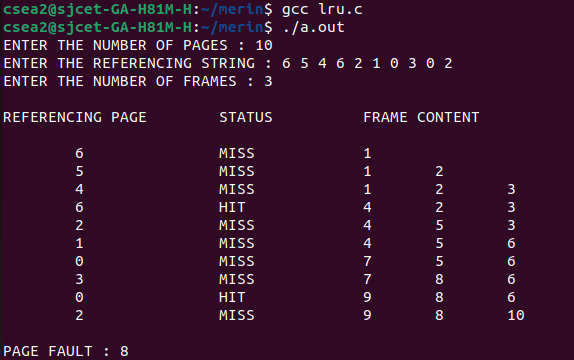 csea2@sjcet-GA-H81M-H:~/merln$ gcc lru.c
csea2@sjcet-GA-H81M-H:~/merln$ ./a.out
ENTER THE NUMBER OF PAGES : 10
ENTER THE REFERENCING STRING : 6 5 4 6 2 1 0 3 0 2
ENTER THE NUMBER OF FRAMES : 3
REFERENCING PAGE STATUS FRAME CONTENT
6 MISS 1
5 MISS 1 2
4 MISS 1 2 3
6 HIT 4 2 3
2 MISS 4 5 3
1 MISS 4 5 6
0 MISS 7 5 6
3 MISS 7 8 6
0 HIT 9 8 6
2 MISS 9 8 10
PAGE FAULT : 8